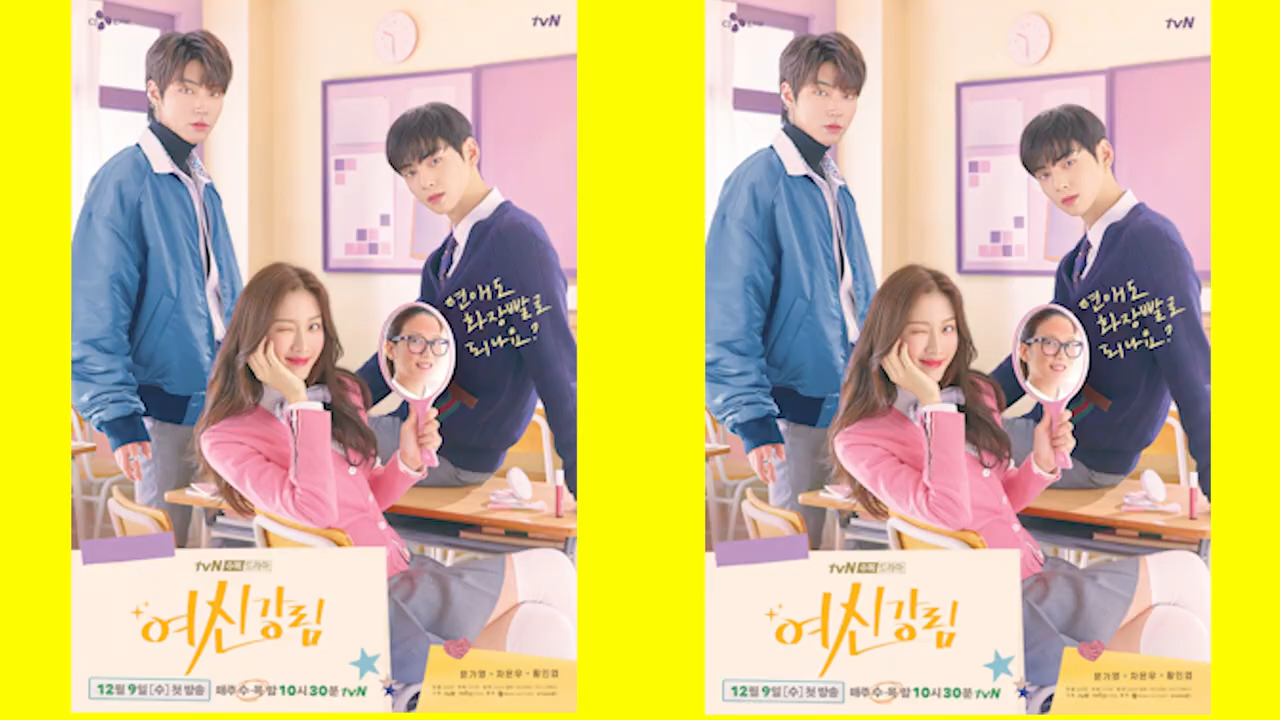 tvN
연애도
화장빨로
되나요?
tvN 수목드라마
여신강림
12월 9일[수] 첫 방송 매주 수·목 밤 10시30분 tvN
문가영·차은우·황인엽
tvN
연애도
화장빨로
되나요?
tvN 수목드라마
여신강림
12월 9일[수] 첫 방송 매주 수·목 밤 10시30분 tvN
문가영·차은우·황인엽